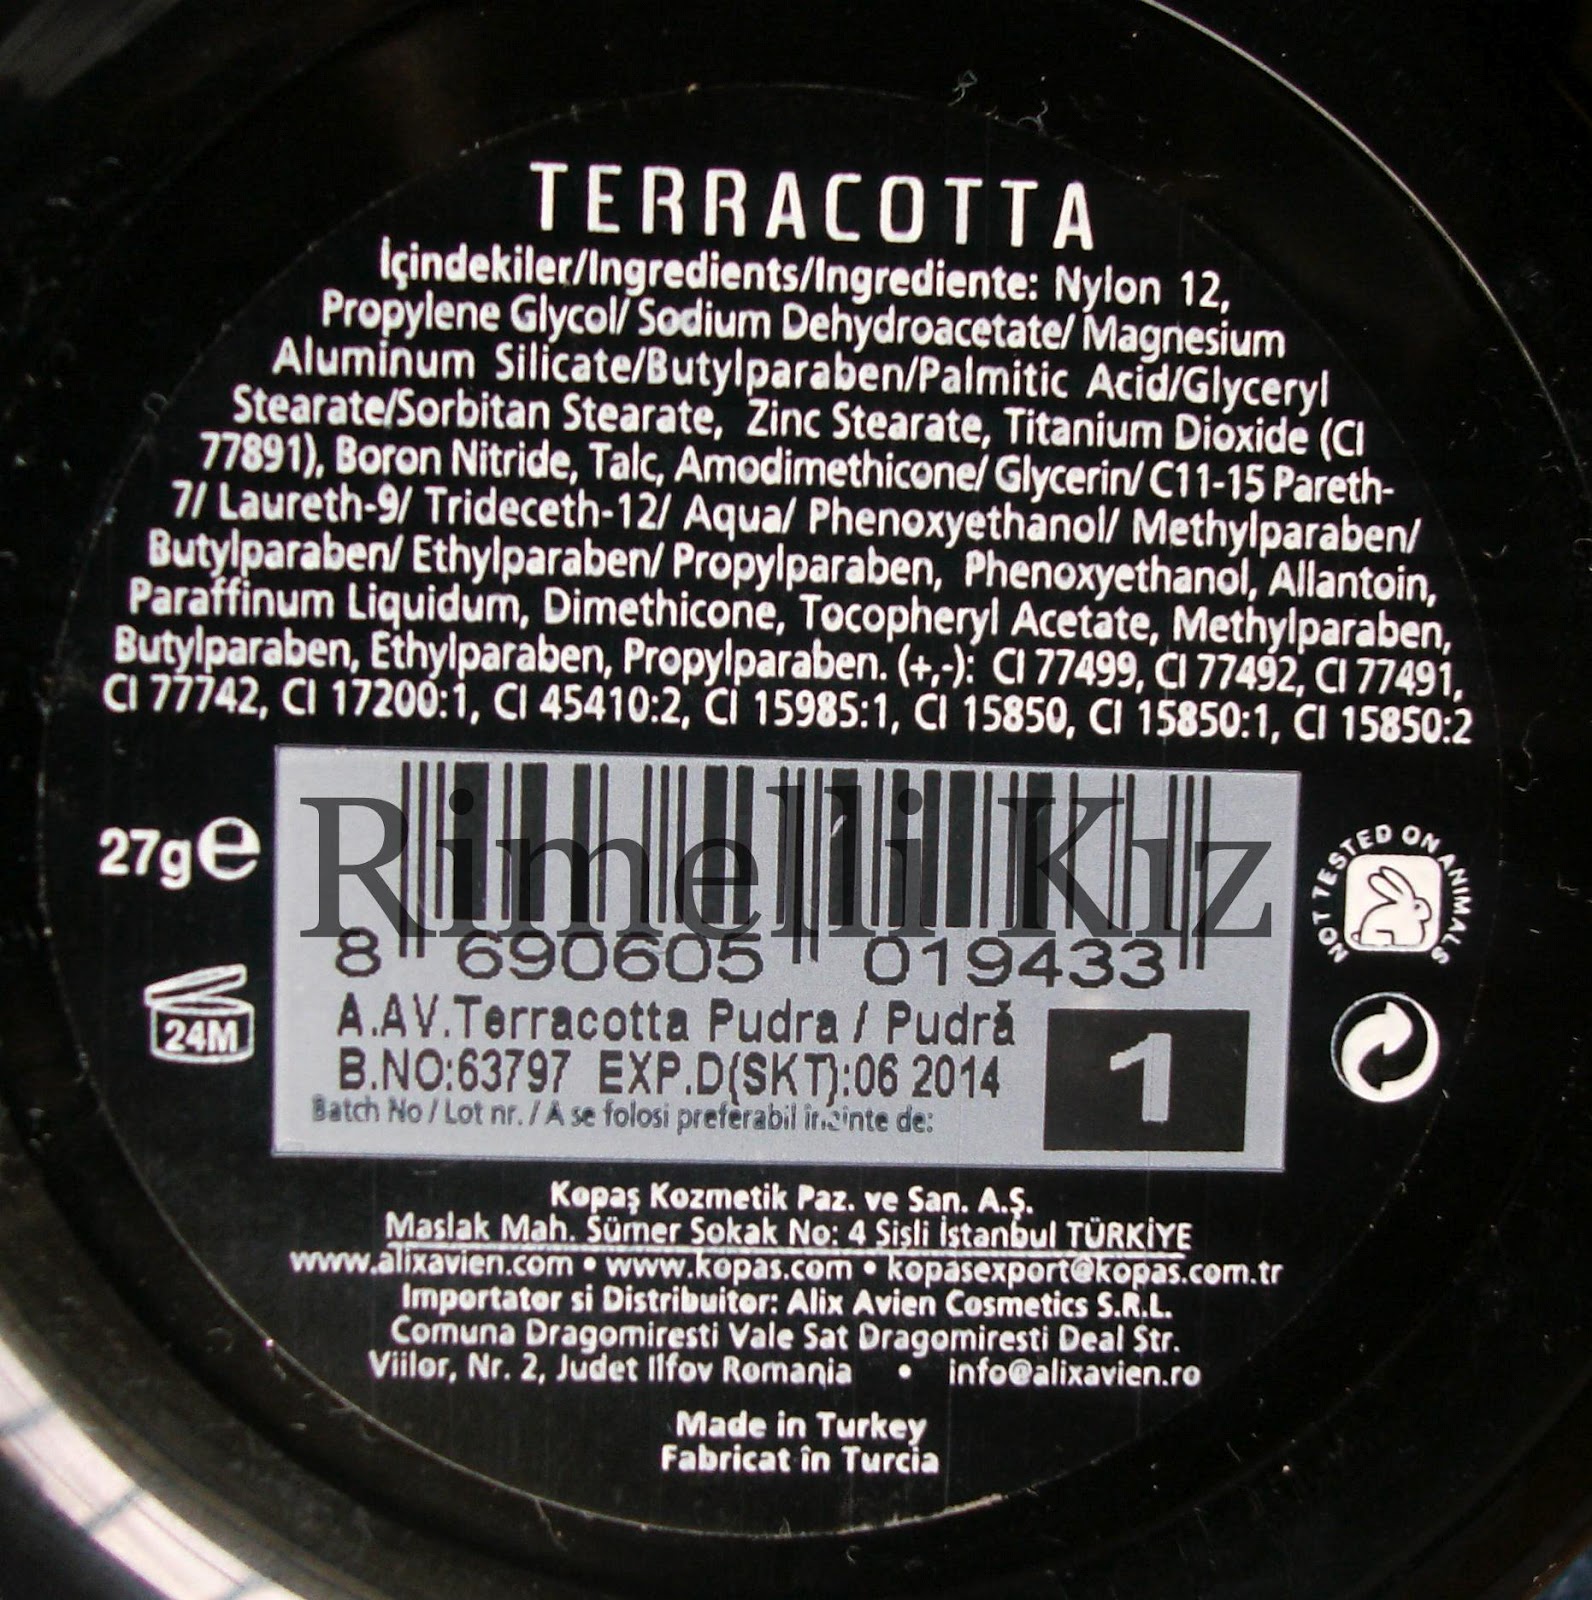 TERRACOTTA
İçindekiler/Ingredients/Ingrediente: Nylon 12,
Propylene Glycol/ Sodium Dehydroacetate/ Magnesium
Aluminum Silicate/Butylparaben/Palmitic Acid/Glyceryl
Stearate/Sorbitan Stearate, Zinc Stearate, Titanium Dioxide (CI
77891), Boron Nitride, Talc, Amodimethicone/ Glycerin/ C11-15 Pareth-
7/ Laureth-9/ Trideceth-12/ Aqua/ Phenoxyethanol/ Methylparaben/
Butylparaben/ Ethylparaben/ Propylparaben, Phenoxyethanol, Allantoin,
Paraffinum Liquidum, Dimethicone, Tocopheryl Acetate, Methylparaben,
Butylparaben, Ethylparaben, Propylparaben. (+,-): CI 77499, CI 77492, CI 77491,
CI 77742, CI 17200:1, CI 45410:2, CI 15985:1, CI 15850, CI 15850:1, CI 15850:2
27g e
Rimelli Kız
NOT TESTED ON ANIMALS
8 690605 019433
24M
A.AV.Terracotta Pudra / Pudră
B.NO:63797 EXP.D(SKT):06 2014
1
Batch No / Lot nr. / A se folosi preferabil de:
Kopaş Kozmetik Paz. ve San. A.Ş.
Maslak Mah. Sümer Sokak No: 4 Sisli İstanbul TÜRKİYE
www.alixavien.com • www.kopas.com • kopasexport@kopas.com.tr
Importator si Distribuitor: Alix Avien Cosmetics S.R.L.
Comuna Dragomiresti Vale Sat Dragomiresti Deal Str.
Viilor, Nr. 2, Judet Ilfov Romania • info@alixavien.ro
Made in Turkey
Fabricat în Turcia